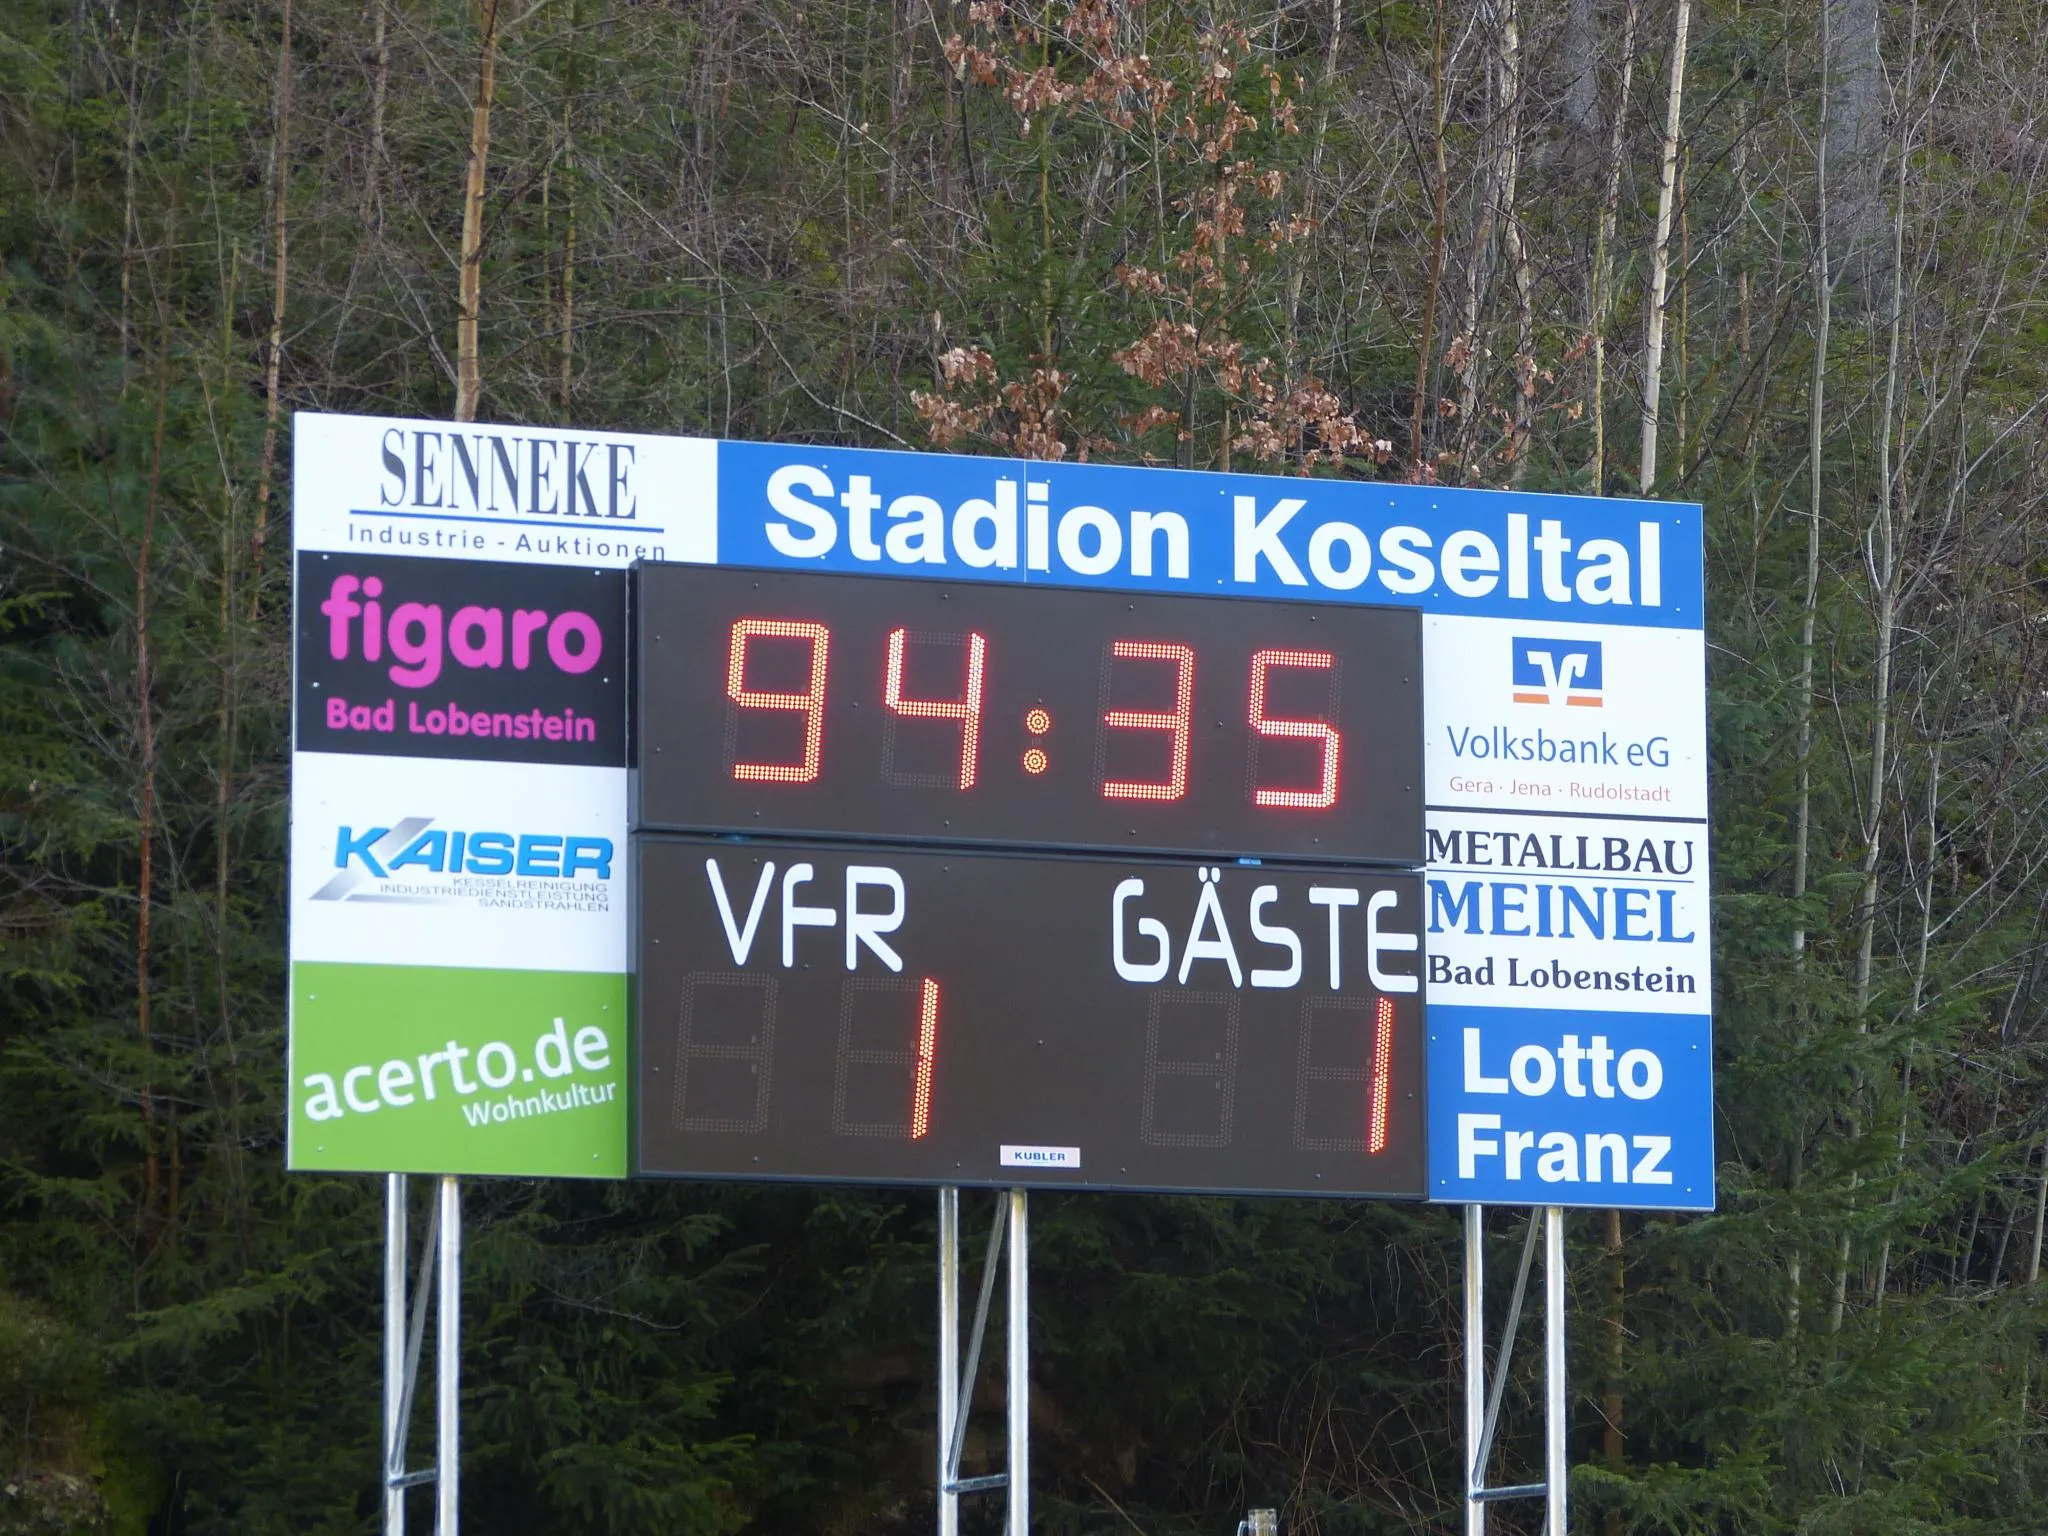 SENNEKE
Industrie - Auktionen
Stadion Koseltal
figaro
Bad Lobenstein
94:35
Volksbank eG
Gera · Jena · Rudolstadt
KAISER
KESSELREINIGUNG
INDUSTRIEDIENSTLEISTUNG
SANDSTRAHLEN
METALLBAU
MEINEL
Bad Lobenstein
VfR GÄSTE
1 1
acerto.de
Wohnkultur
Lotto
Franz
KÜBLER